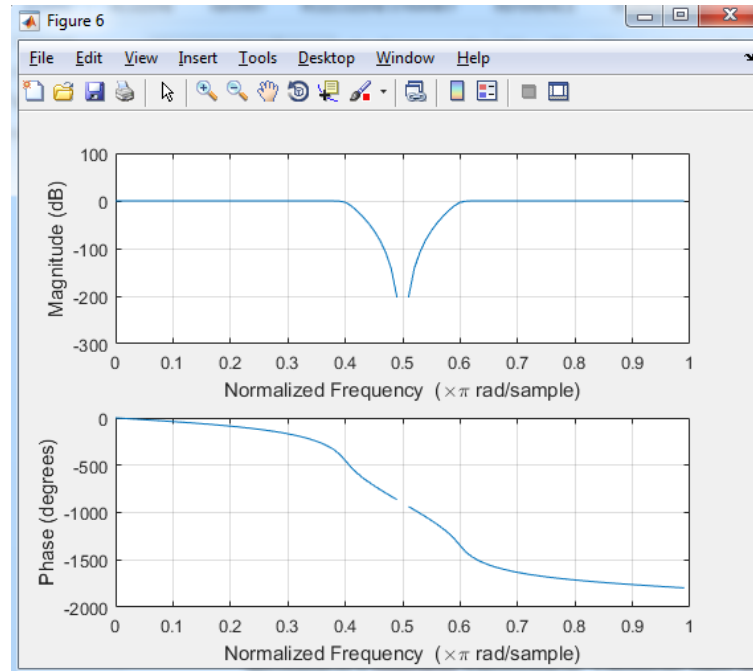 Figure 6
File Edit View Insert Tools Desktop Window Help
100
0
-100
-200
-300
Magnitude (dB)
0 0.1 0.2 0.3 0.4 0.5 0.6 0.7 0.8 0.9 1
Normalized Frequency (×π rad/sample)
0
-500
-1000
-1500
-2000
Phase (degrees)
0 0.1 0.2 0.3 0.4 0.5 0.6 0.7 0.8 0.9 1
Normalized Frequency (×π rad/sample)